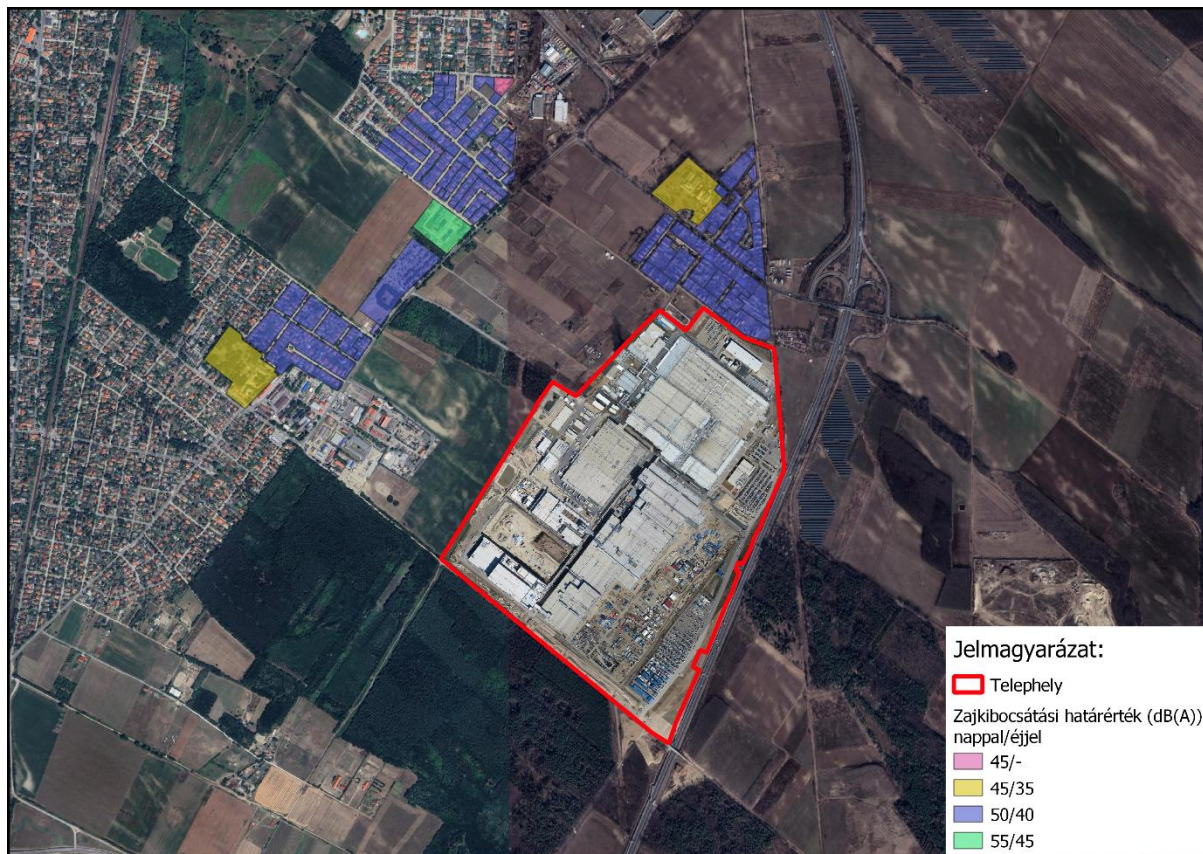 Jelmagyarázat:
Telephely
Zajkibocsátási határérték (dB(A))
nappal/éjjel
45/-
45/35
50/40
55/45